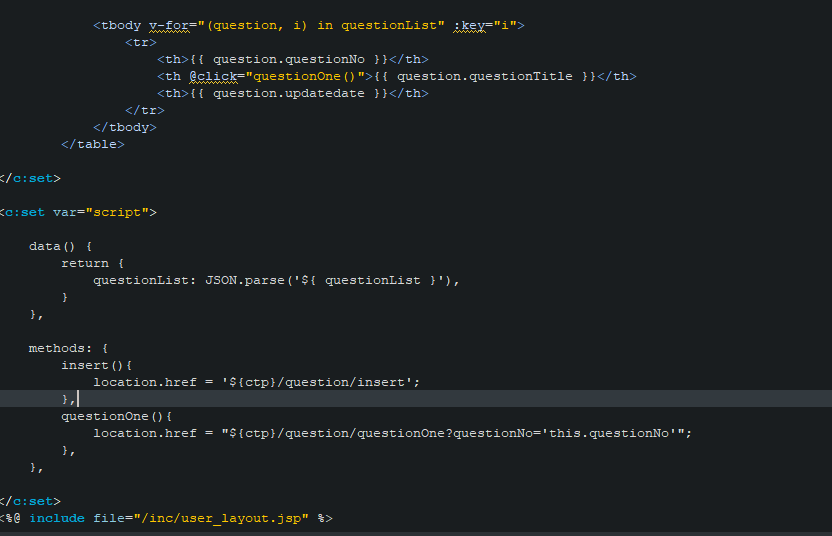 <tbody v-for="(question, i) in questionList" :key="i">
<tr>
<th>{{ question.questionNo }}</th>
<th @click="questionOne()">{{ question.questionTitle }}</th>
<th>{{ question.updatedate }}</th>
</tr>
</tbody>
</table>
</c:set>
<c:set var="script">
data() {
return {
questionList: JSON.parse('${ questionList }'),
}
},
methods: {
insert(){
location.href = '${ctp}/question/insert';
},
questionOne(){
location.href = "${ctp}/question/questionOne?questionNo='this.questionNo'";
},
},
</c:set>
<%@ include file="/inc/user_layout.jsp" %>